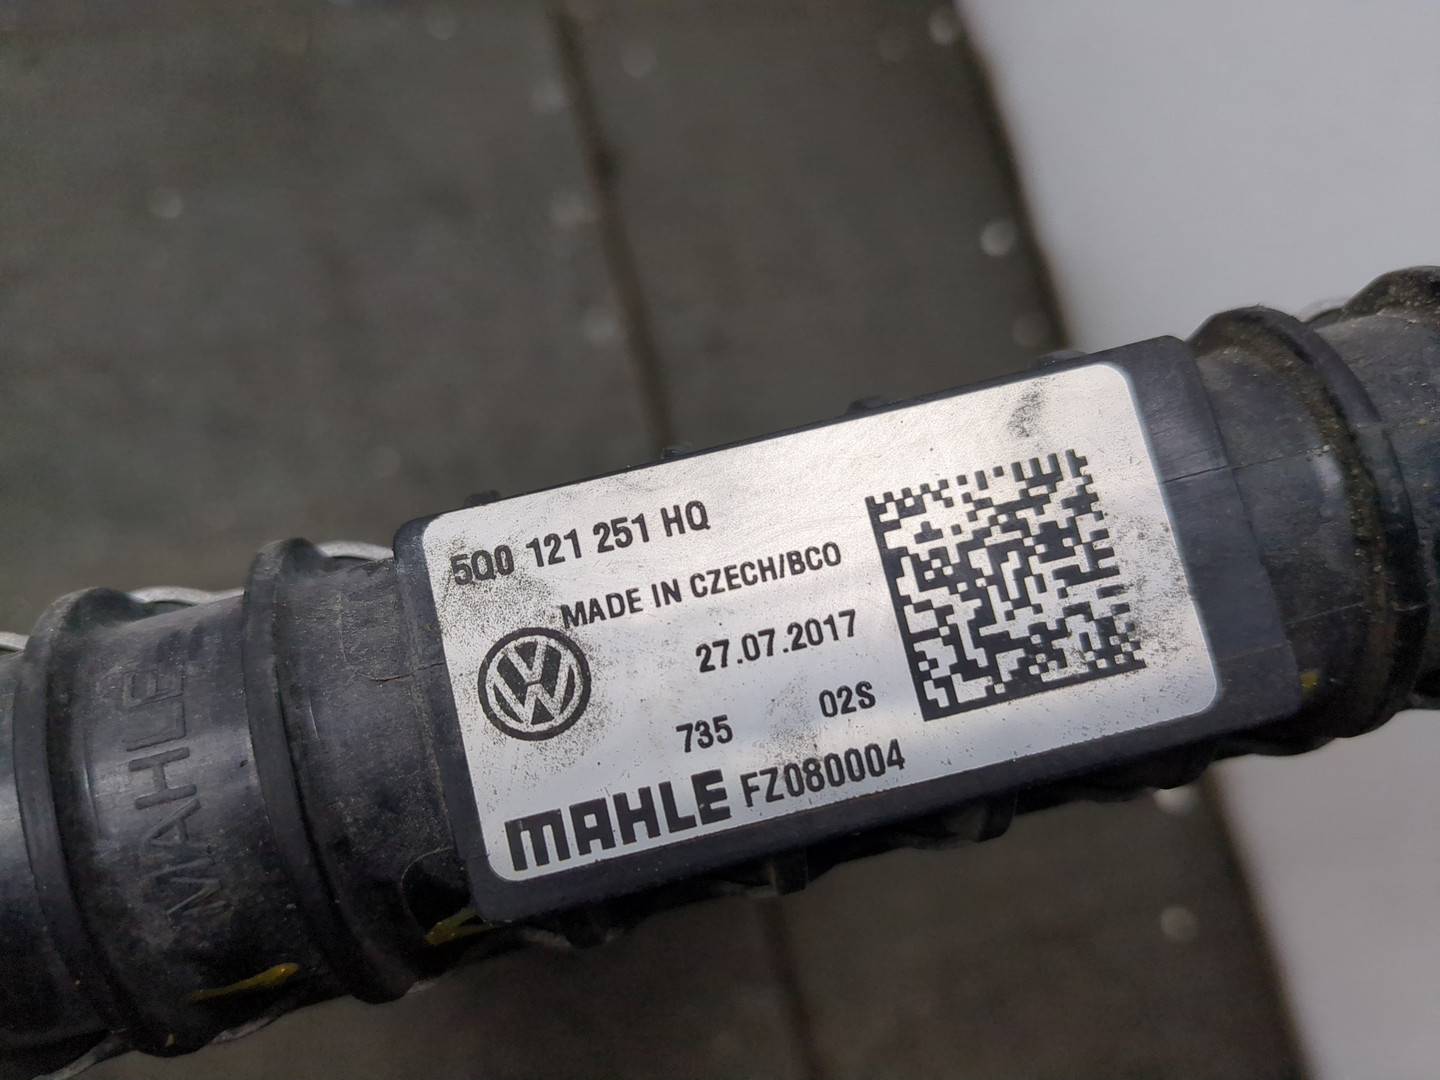 5Q0 121 251 HQ
MADE IN CZECH/BCO
27.07.2017
735 02S
MAHLE FZ080004
MAHLE